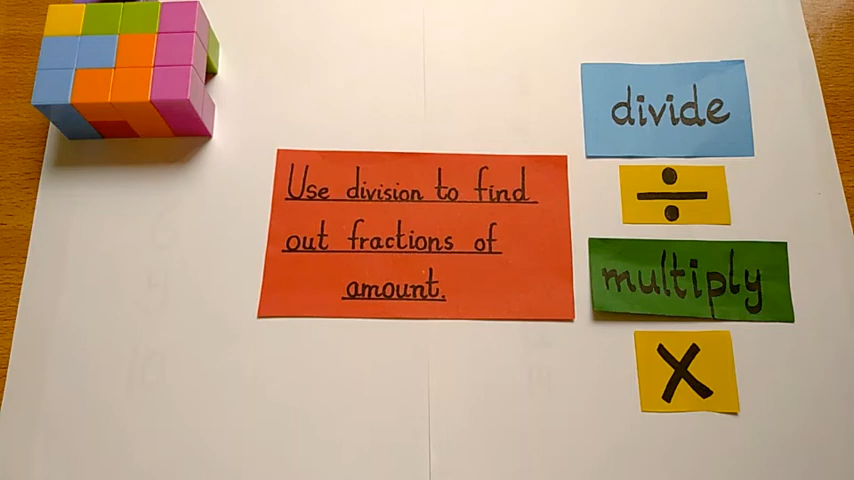 Use division to find
out fractions of
amount.
divide
÷
multiply
×